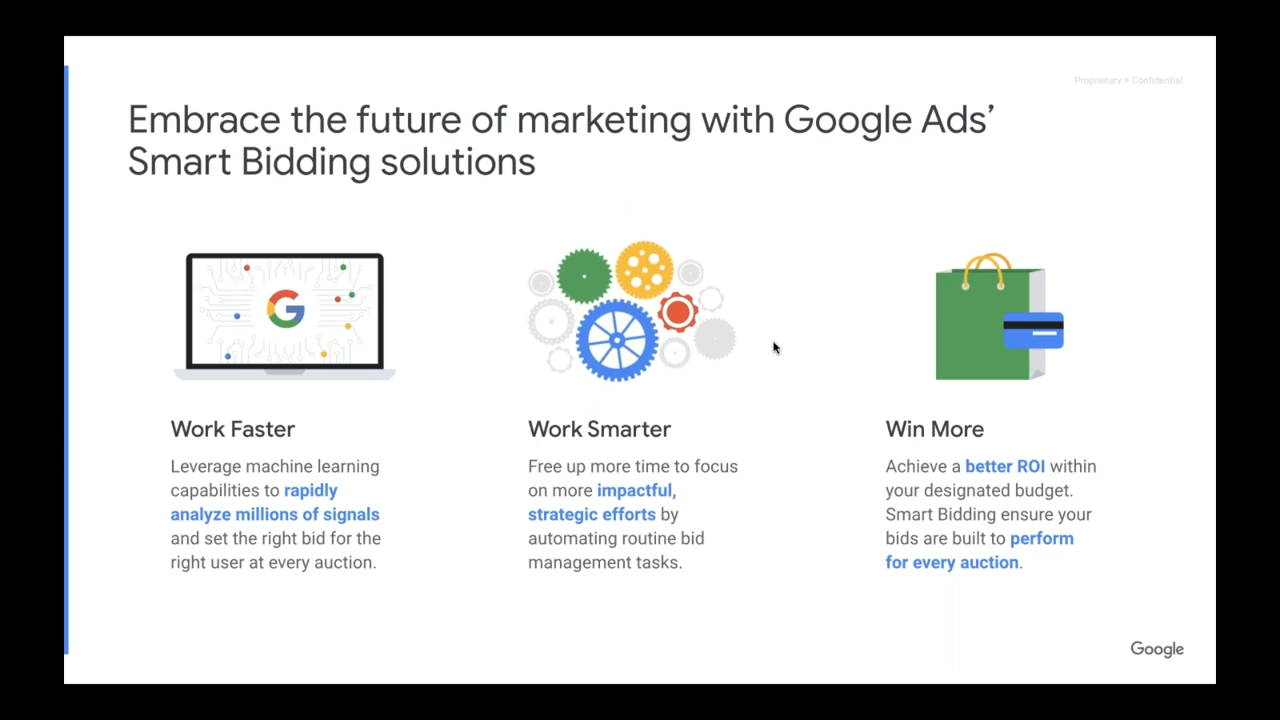 Proprietary + Confidential
Embrace the future of marketing with Google Ads’
Smart Bidding solutions
G
Work Faster
Leverage machine learning
capabilities to rapidly
analyze millions of signals
and set the right bid for the
right user at every auction.
Work Smarter
Free up more time to focus
on more impactful,
strategic efforts by
automating routine bid
management tasks.
Win More
Achieve a better ROI within
your designated budget.
Smart Bidding ensure your
bids are built to perform
for every auction.
Google